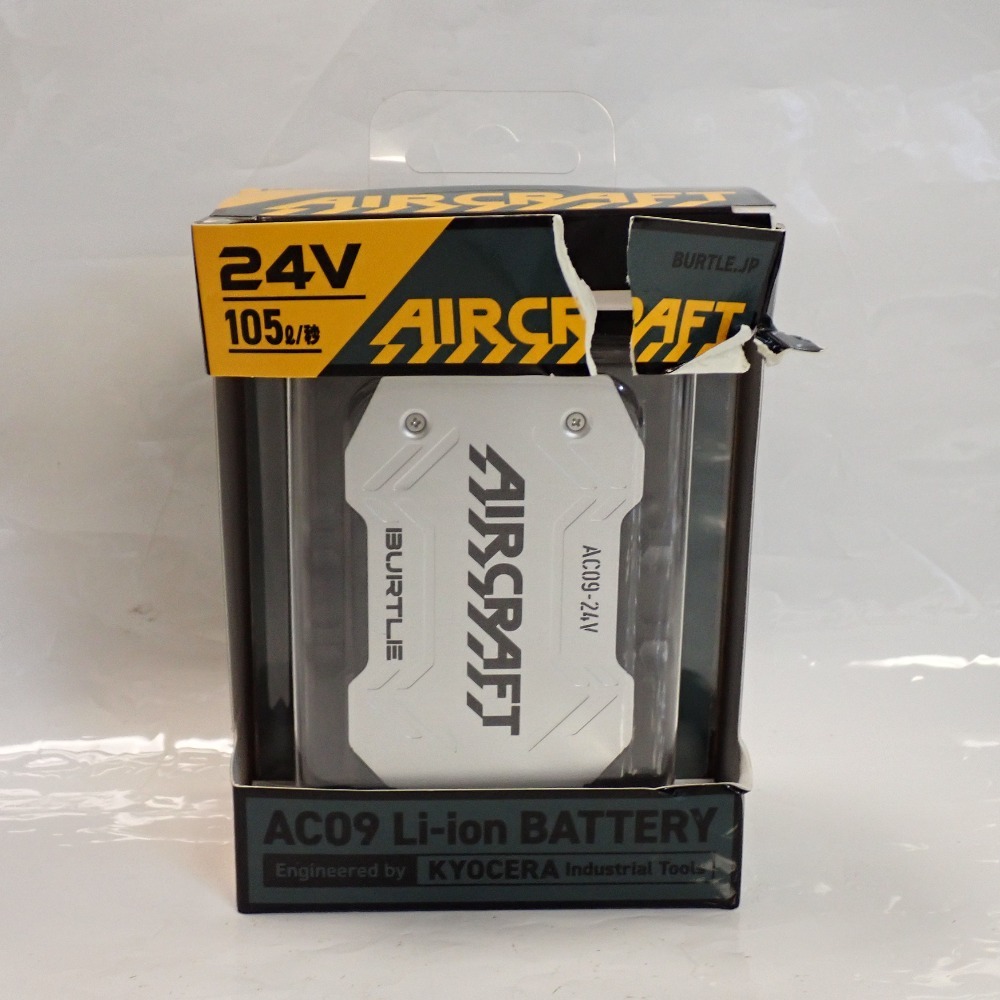 AIRCRAFT
24V
105ℓ/秒
AIRCRAFT
BURTLE.JP
AIRCRAFT
BURTLE
AC09-24V
AC09 Li-ion BATTERY
Engineered by KYOCERA Industrial Tools